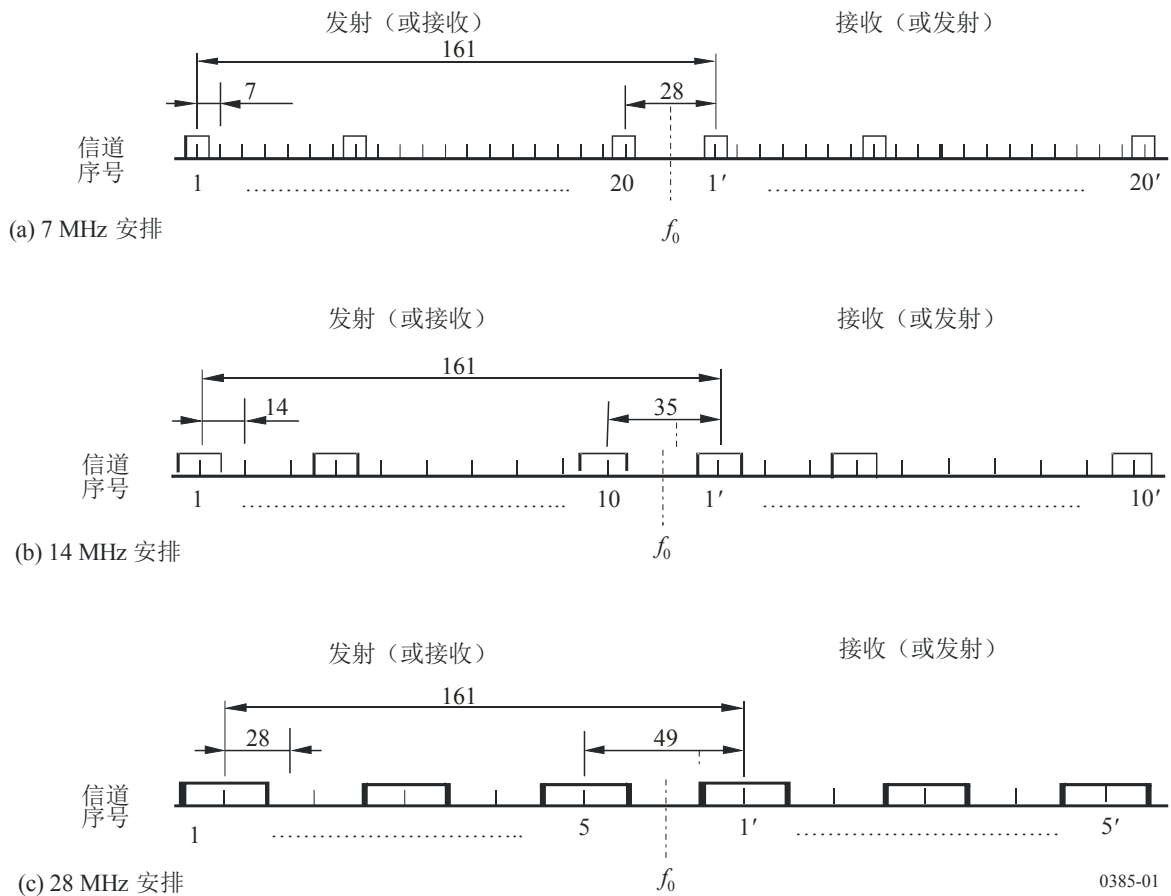 发射（或接收） 接收（或发射）
161
7 28
信道
序号
1 ........................................... 20 1′ ........................................... 20′
f₀
(a) 7 MHz 安排
发射（或接收） 接收（或发射）
161
14 35
信道
序号
1 ........................................... 10 1′ ........................................... 10′
f₀
(b) 14 MHz 安排
发射（或接收） 接收（或发射）
161
28 49
信道
序号
1 ................................... 5 1′ ................................... 5′
f₀
(c) 28 MHz 安排
0385-01